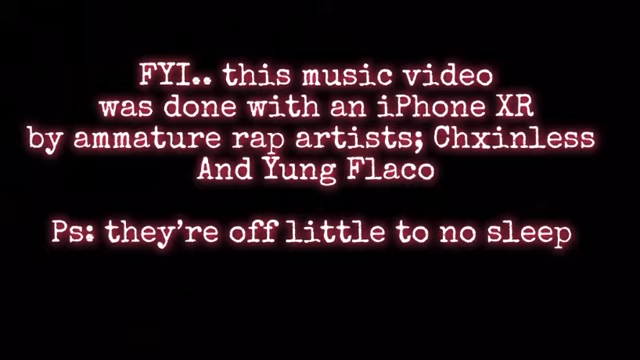 FYI.. this music video
was done with an iPhone XR
by ammature rap artists; Chxinless
And Yung Flaco
Ps: they're off little to no sleep